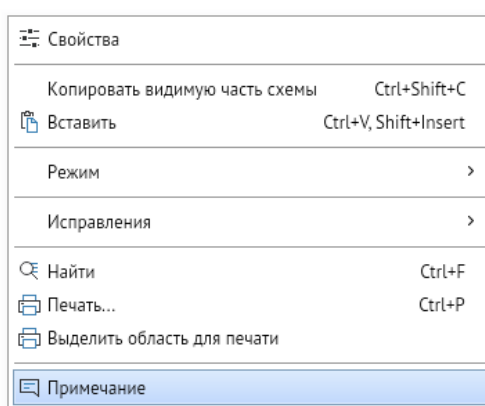 Свойства
Копировать видимую часть схемы Ctrl+Shift+C
Вставить Ctrl+V, Shift+Insert
Режим
Исправления
Найти Ctrl+F
Печать... Ctrl+P
Выделить область для печати
Примечание